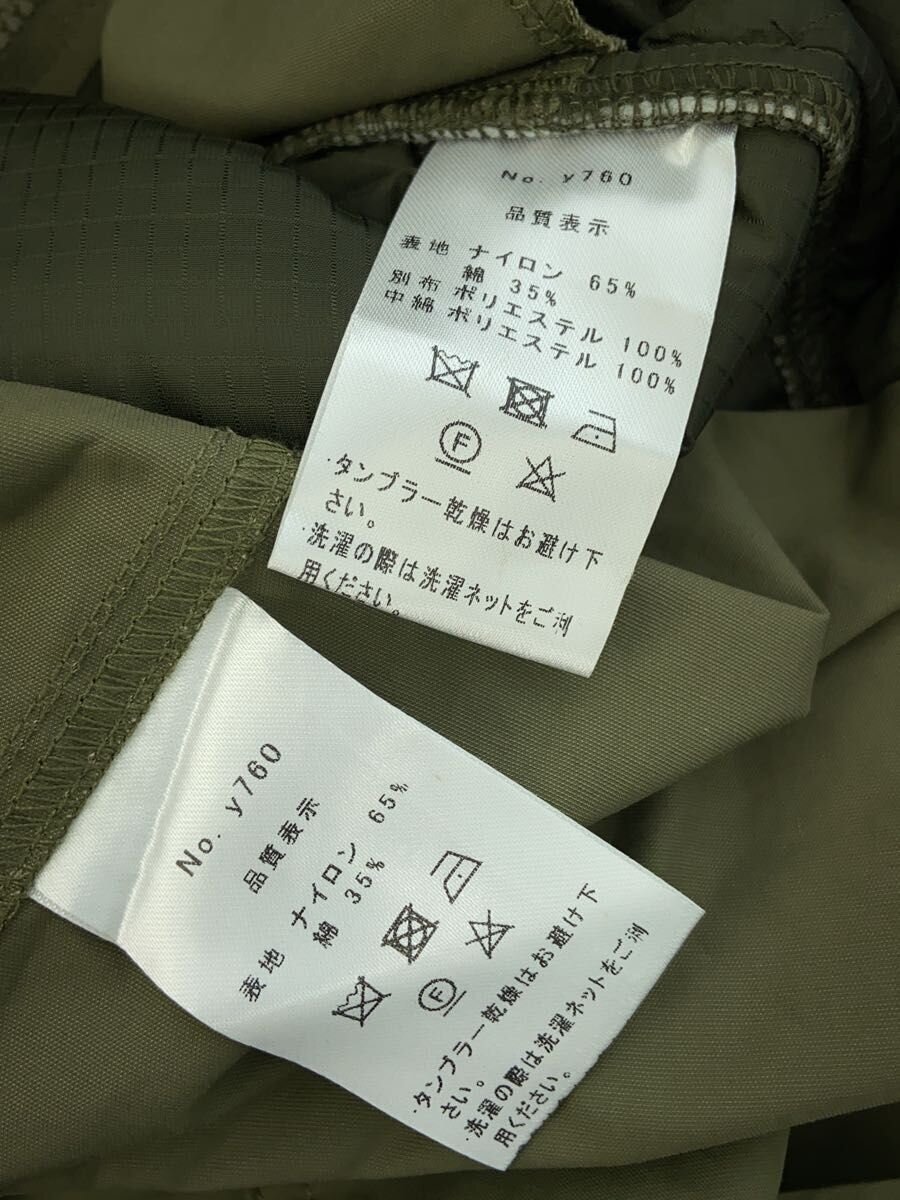 No. y760
品質表示
表地 ナイロン 65%
綿 35%
別布 ポリエステル 100%
中綿 ポリエステル 100%
F
・タンブラー乾燥はお避け下
さい。
・洗濯の際は洗濯ネットをご利
用ください。
No. y760
品質表示
表地 ナイロン 65%
綿 35%
F
・タンブラー乾燥はお避け下
さい。
・洗濯の際は洗濯ネットをご利
用ください。